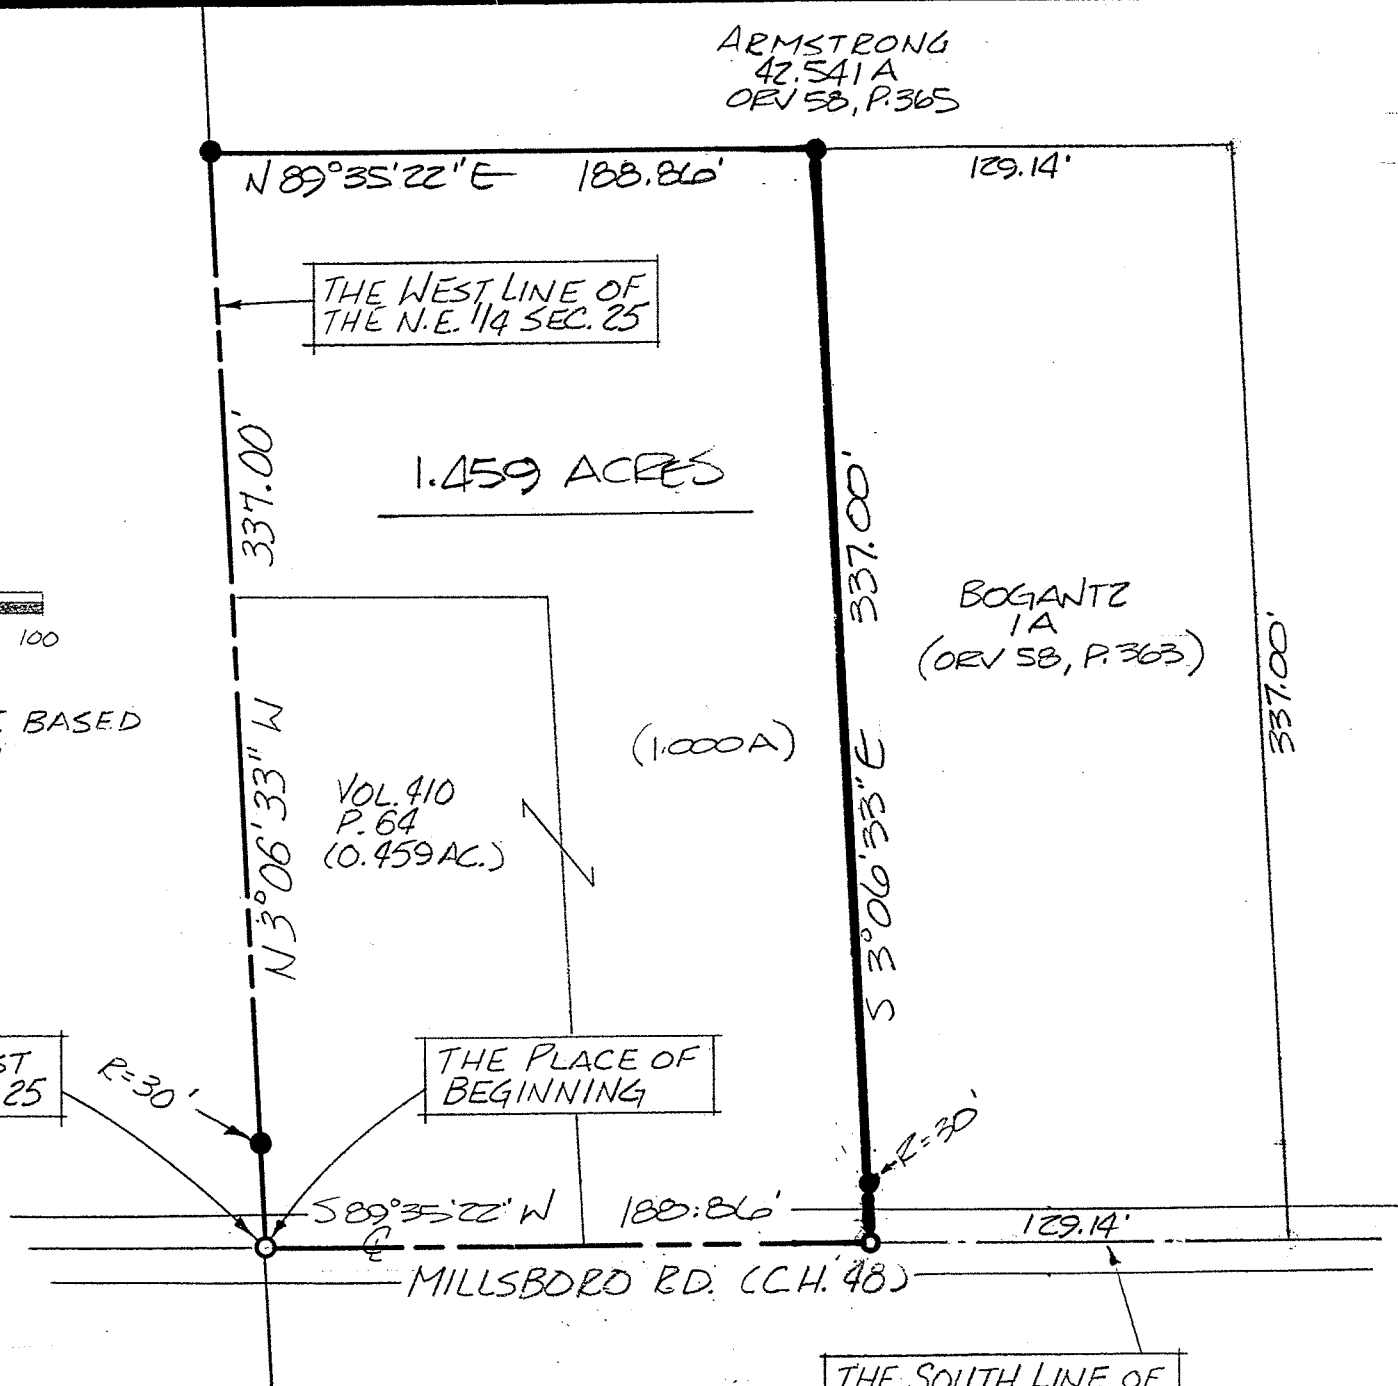 ARMSTRONG
42.541 A
ORV 58, P.365
N 89°35'22" E 188.86'
129.14'
THE WEST LINE OF
THE N.E. 1/4 SEC. 25
337.00'
1.459 ACRES
337.00'
BOGANTZ
1 A
(ORV 58, P.363)
337.00'
100
BASED
N 3°06'33" W
(1.000 A)
VOL. 410
P. 64
(0.459 AC.)
S 3°06'33" E
ST
25
R=30'
THE PLACE OF
BEGINNING
R=30'
S 89°35'22" W 188.86'
129.14'
℄
MILLSBORO RD. (C.H. 48)
THE SOUTH LINE OF